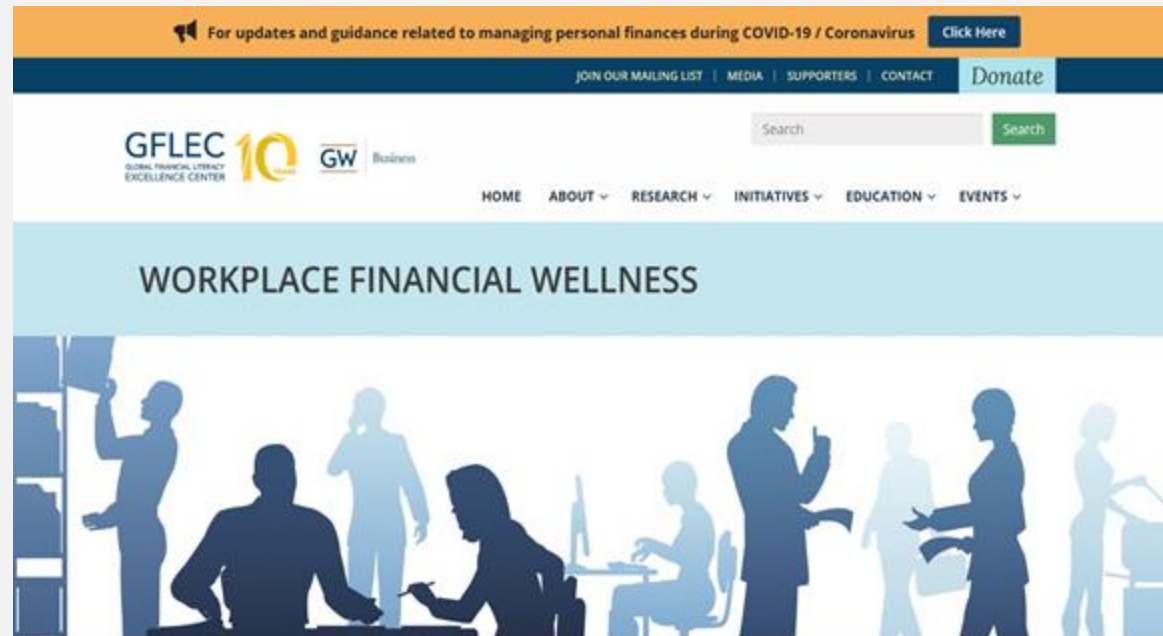 For updates and guidance related to managing personal finances during COVID-19 / Coronavirus Click Here
JOIN OUR MAILING LIST | MEDIA | SUPPORTERS | CONTACT Donate
Search Search
GFLEC 10 YEARS
GLOBAL FINANCIAL LITERACY
EXCELLENCE CENTER
GW Business
HOME ABOUT RESEARCH INITIATIVES EDUCATION EVENTS
WORKPLACE FINANCIAL WELLNESS